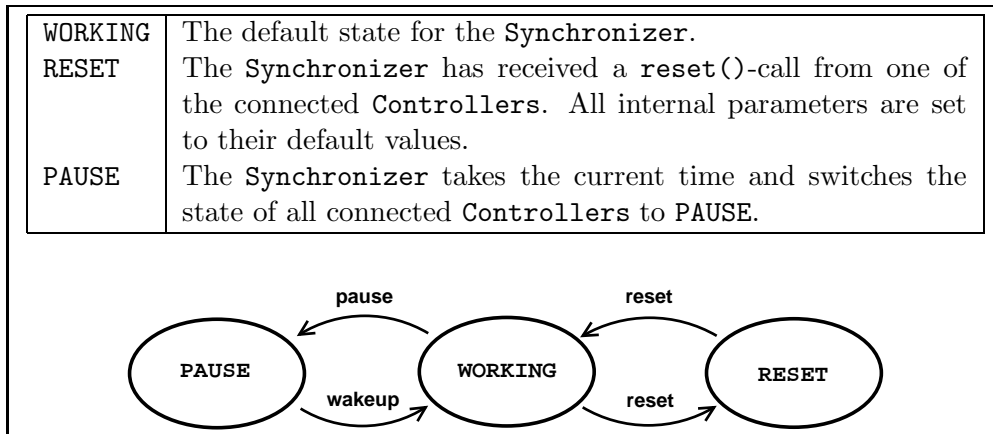 WORKING The default state for the Synchronizer.
RESET The Synchronizer has received a reset()-call from one of
the connected Controllers. All internal parameters are set
to their default values.
PAUSE The Synchronizer takes the current time and switches the
state of all connected Controllers to PAUSE.
pause reset
PAUSE WORKING RESET
wakeup reset